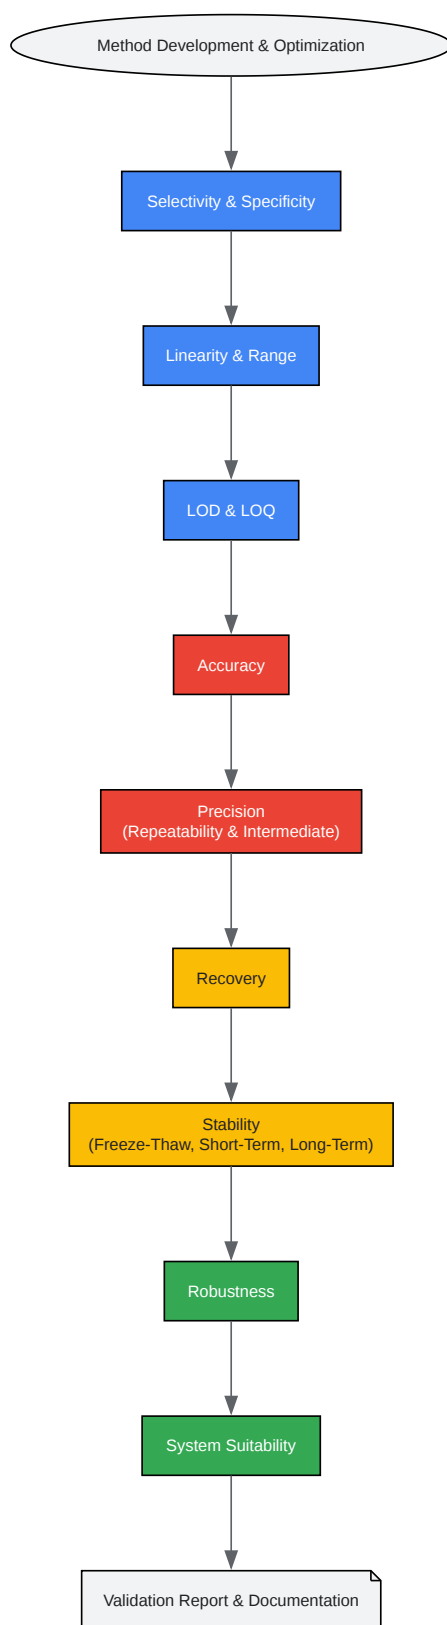 Method Development & Optimization
Selectivity & Specificity
Linearity & Range
LOD & LOQ
Accuracy
Precision
(Repeatability & Intermediate)
Recovery
Stability
(Freeze-Thaw, Short-Term, Long-Term)
Robustness
System Suitability
Validation Report & Documentation